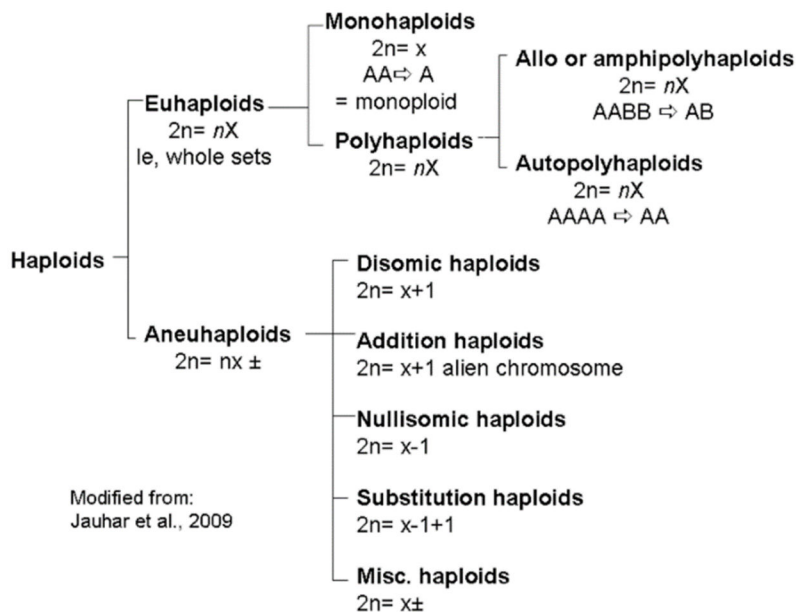 Haploids
Euhaploids
2n= nX
Ie, whole sets
Monohaploids
2n= x
AA⇨ A
= monoploid
Polyhaploids
2n= nX
Allo or amphipolyhaploids
2n= nX
AABB ⇨ AB
Autopolyhaploids
2n= nX
AAAA ⇨ AA
Aneuhaploids
2n= nx ±
Disomic haploids
2n= x+1
Addition haploids
2n= x+1 alien chromosome
Nullisomic haploids
2n= x-1
Substitution haploids
2n= x-1+1
Misc. haploids
2n= x±
Modified from:
Jauhar et al., 2009